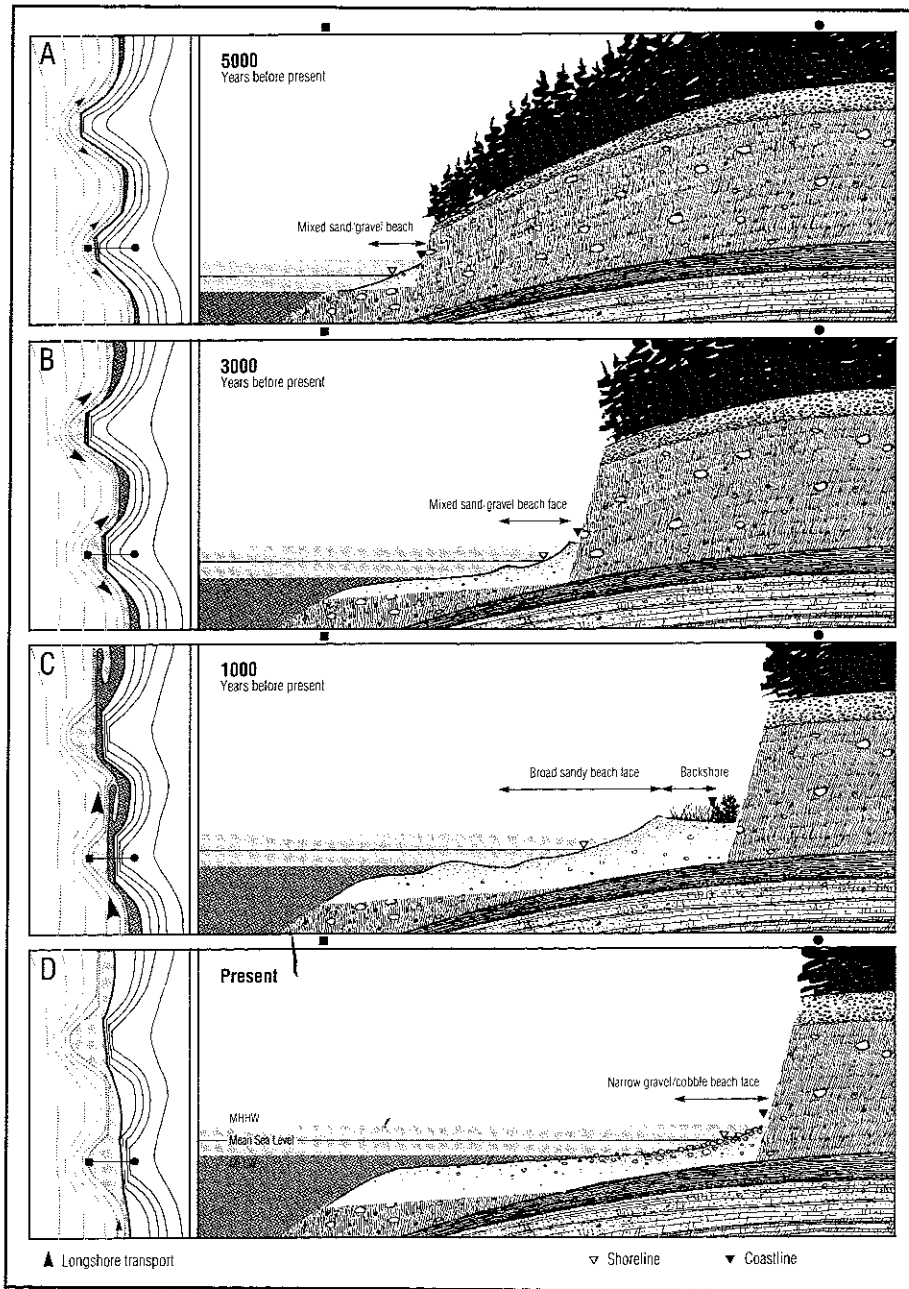 A
5000
Years before present
Mixed sand/gravel beach
B
3000
Years before present
Mixed sand-gravel beach face
C
1000
Years before present
Broad sandy beach face
Backshore
D
Present
Narrow gravel/cobble beach face
MHHW
Mean Sea Level
Longshore transport
Shoreline
Coastline